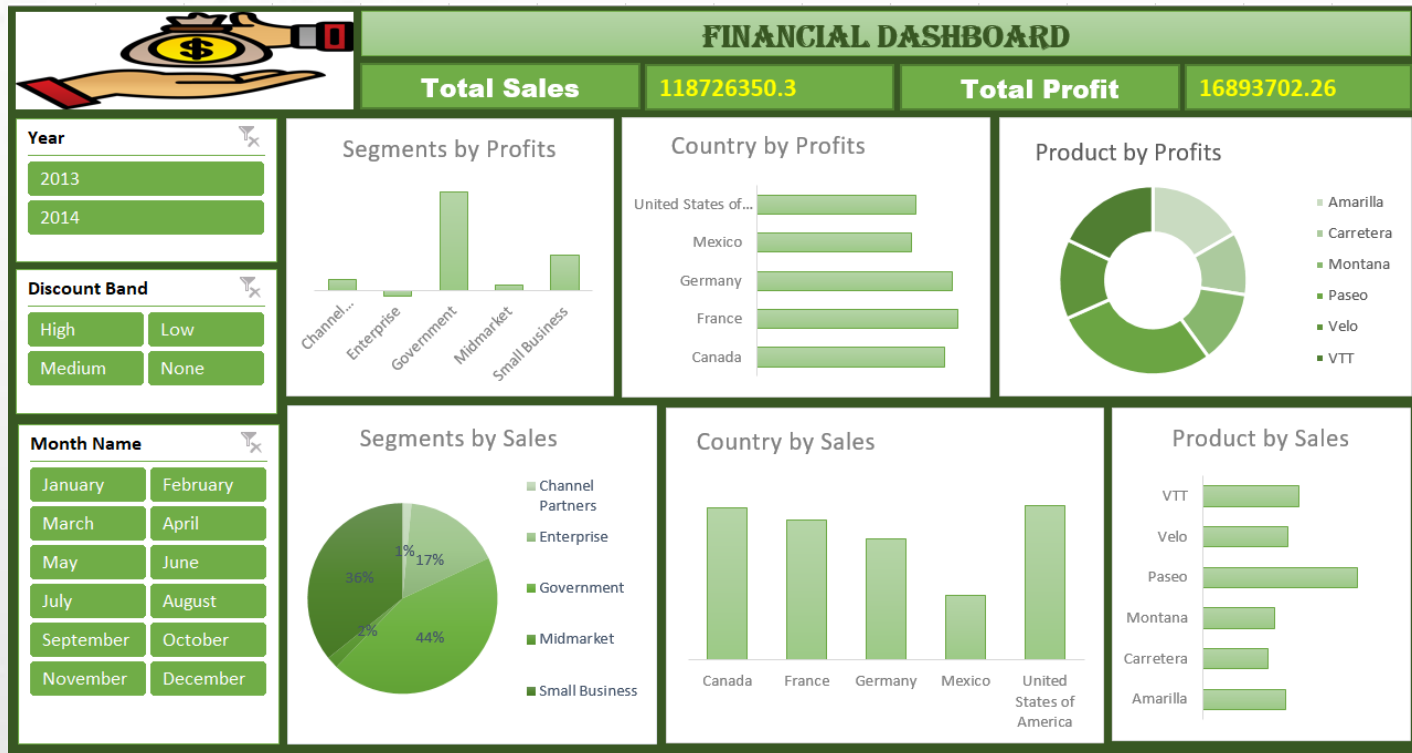 FINANCIAL DASHBOARD
Total Sales
118726350.3
Total Profit
16893702.26
$
Year
2013
2014
Discount Band
High
Low
Medium
None
Month Name
January
February
March
April
May
June
July
August
September
October
November
December
Segments by Profits
Channel...
Enterprise
Government
Midmarket
Small Business
Country by Profits
United States of...
Mexico
Germany
France
Canada
Product by Profits
Amarilla
Carretera
Montana
Paseo
Velo
VTT
Segments by Sales
1%
17%
36%
2%
44%
Channel
Partners
Enterprise
Government
Midmarket
Small Business
Country by Sales
Canada
France
Germany
Mexico
United
States of
America
Product by Sales
VTT
Velo
Paseo
Montana
Carretera
Amarilla